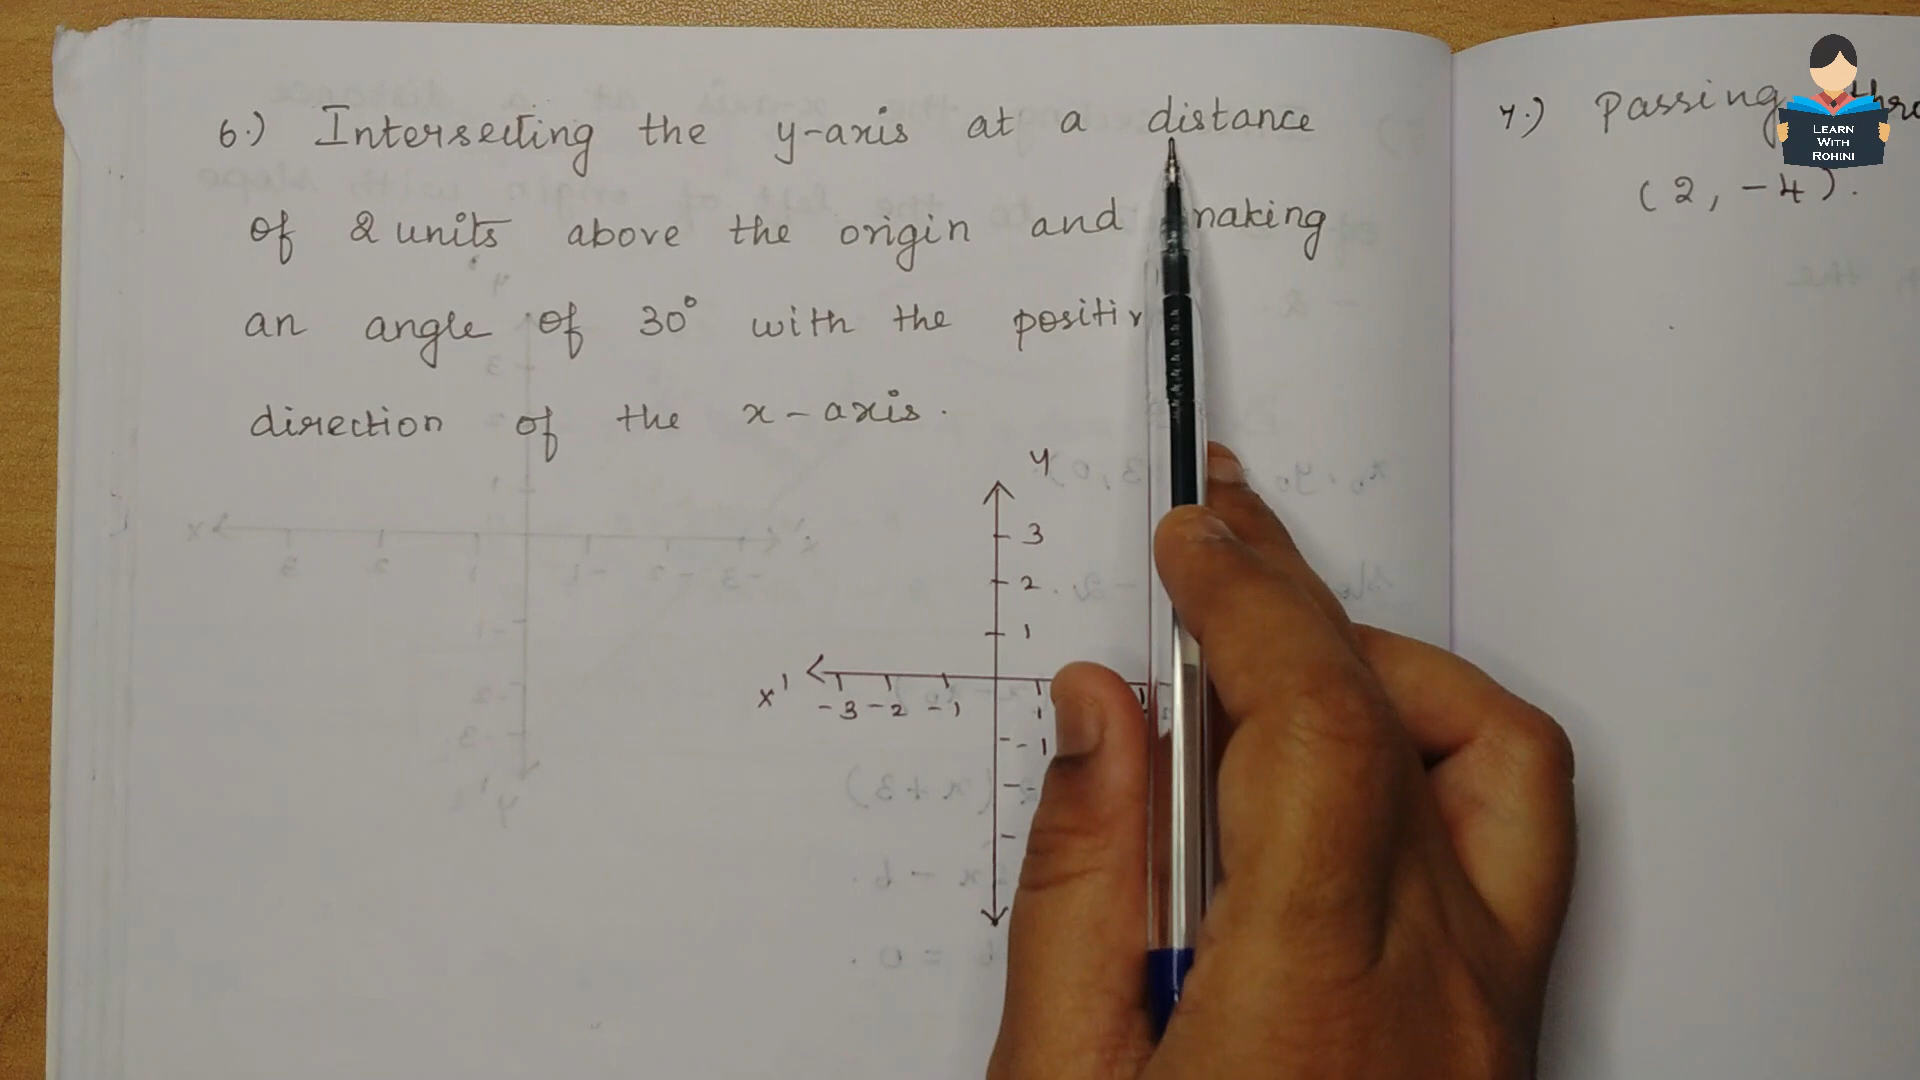 6.) Intersecting the y-axis at a distance
of 2 units above the origin and making
an angle of 30° with the positiv
direction of the x-axis.
Y
3
2
1
X'
-3 -2 -1 1
-1
7.) Passing thro
(2, -4).
LEARN
With
ROHINI